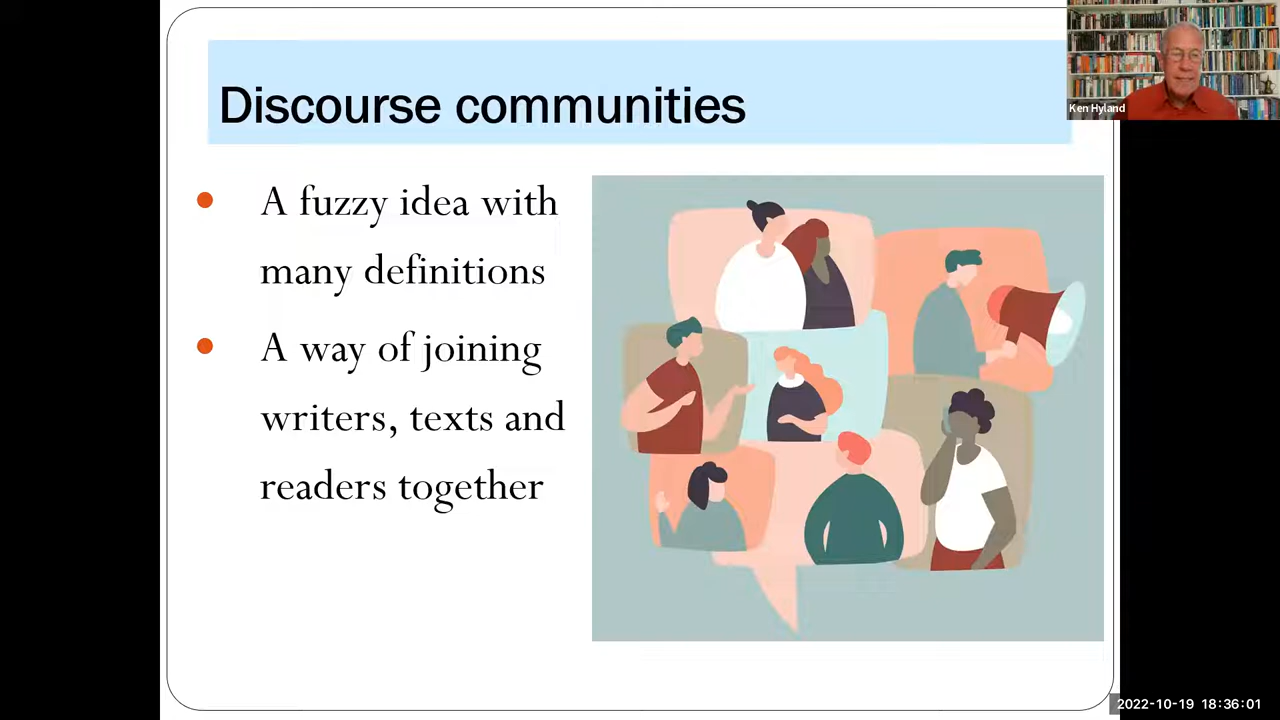 Discourse communities
Ken Hyland
A fuzzy idea with
many definitions
A way of joining
writers, texts and
readers together
2022-10-19 18:36:01